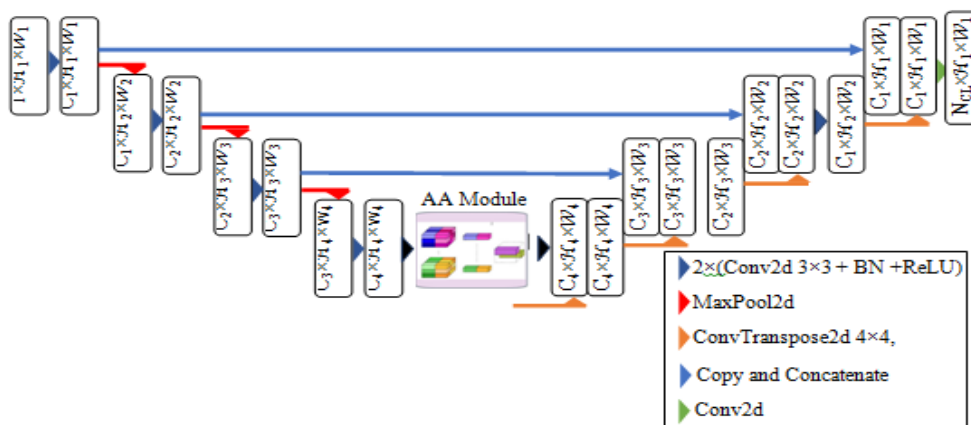 1×H₁×W₁
C₁×H₁×W₁
C₁×H₂×W₂
C₂×H₂×W₂
C₂×H₃×W₃
C₃×H₃×W₃
C₃×H₄×W₄
C₄×H₄×W₄
AA Module
C₄×H₄×W₄
C₄×H₄×W₄
C₃×H₃×W₃
C₃×H₃×W₃
C₂×H₃×W₃
C₂×H₂×W₂
C₂×H₂×W₂
C₁×H₂×W₂
C₁×H₁×W₁
C₁×H₁×W₁
N_CL×H₁×W₁
2×(Conv2d 3×3 + BN +ReLU)
MaxPool2d
ConvTranspose2d 4×4,
Copy and Concatenate
Conv2d